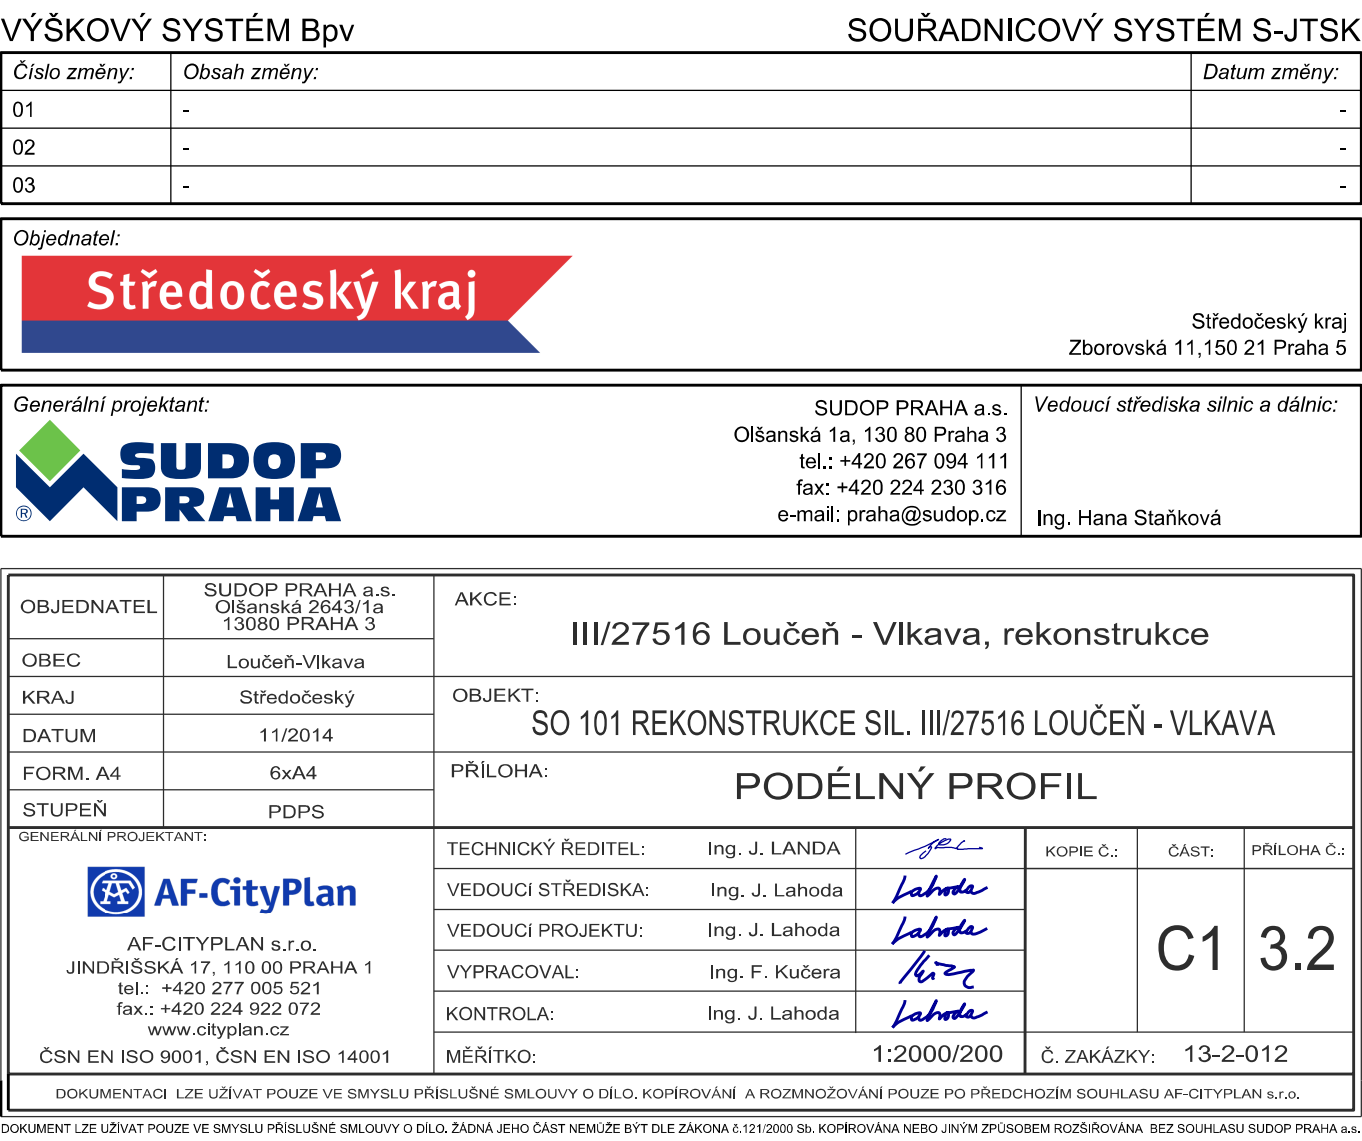 VÝŠKOVÝ SYSTÉM Bpv
SOUŘADNICOVÝ SYSTÉM S-JTSK
Číslo změny: Obsah změny: Datum změny:
01 - -
02 - -
03 - -
Objednatel:
Středočeský kraj
Středočeský kraj
Zborovská 11,150 21 Praha 5
Generální projektant:
SUDOP
PRAHA
®
SUDOP PRAHA a.s.
Olšanská 1a, 130 80 Praha 3
tel.: +420 267 094 111
fax: +420 224 230 316
e-mail: praha@sudop.cz
Vedoucí střediska silnic a dálnic:
Ing. Hana Staňková
OBJEDNATEL
SUDOP PRAHA a.s.
Olšanská 2643/1a
13080 PRAHA 3
OBEC Loučeň-Vlkava
KRAJ Středočeský
DATUM 11/2014
FORM. A4 6xA4
STUPEŇ PDPS
AKCE:
III/27516 Loučeň - Vlkava, rekonstrukce
OBJEKT:
SO 101 REKONSTRUKCE SIL. III/27516 LOUČEŇ - VLKAVA
PŘÍLOHA:
PODÉLNÝ PROFIL
GENERÁLNÍ PROJEKTANT:
AF-CityPlan
AF-CITYPLAN s.r.o.
JINDŘIŠSKÁ 17, 110 00 PRAHA 1
tel.: +420 277 005 521
fax.: +420 224 922 072
www.cityplan.cz
ČSN EN ISO 9001, ČSN EN ISO 14001
TECHNICKÝ ŘEDITEL: Ing. J. LANDA
VEDOUCÍ STŘEDISKA: Ing. J. Lahoda Lahoda
VEDOUCÍ PROJEKTU: Ing. J. Lahoda Lahoda
VYPRACOVAL: Ing. F. Kučera
KONTROLA: Ing. J. Lahoda Lahoda
MĚŘÍTKO: 1:2000/200
KOPIE Č.: ČÁST: PŘÍLOHA Č.:
C1 3.2
Č. ZAKÁZKY: 13-2-012
DOKUMENTACI LZE UŽÍVAT POUZE VE SMYSLU PŘÍSLUŠNÉ SMLOUVY O DÍLO. KOPÍROVÁNÍ A ROZMNOŽOVÁNÍ POUZE PO PŘEDCHOZÍM SOUHLASU AF-CITYPLAN s.r.o.
DOKUMENT LZE UŽÍVAT POUZE VE SMYSLU PŘÍSLUŠNÉ SMLOUVY O DÍLO. ŽÁDNÁ JEHO ČÁST NEMŮŽE BÝT DLE ZÁKONA č.121/2000 Sb. KOPÍROVÁNA NEBO JINÝM ZPŮSOBEM ROZŠIŘOVÁNA BEZ SOUHLASU SUDOP PRAHA a.s.